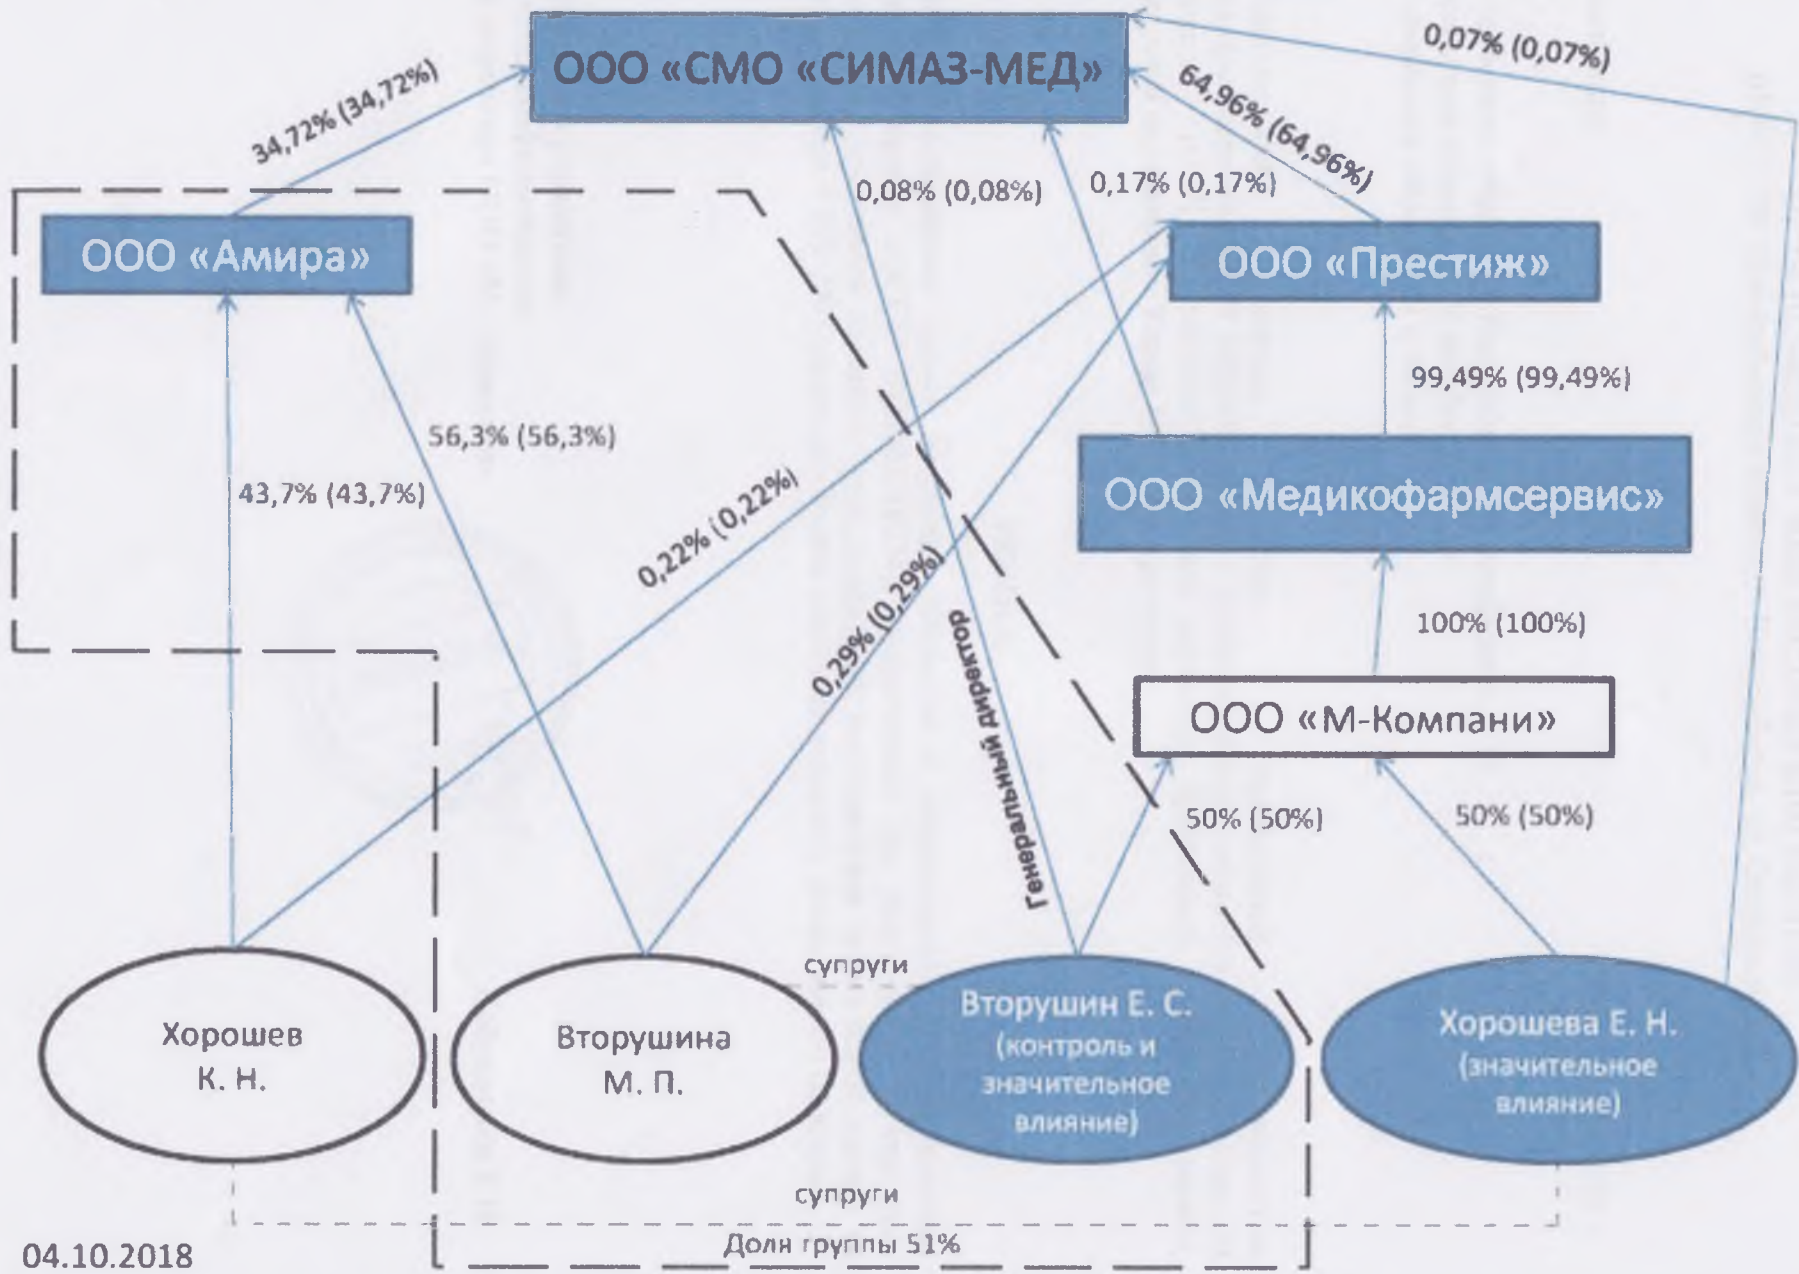 ООО «СМО «СИМАЗ-МЕД»
0,07% (0,07%)
34,72% (34,72%)
64,96% (64,96%)
0,08% (0,08%)
0,17% (0,17%)
ООО «Амира»
ООО «Престиж»
99,49% (99,49%)
56,3% (56,3%)
43,7% (43,7%)
ООО «Медикофармсервис»
0,22% (0,22%)
0,29% (0,29%)
Генеральный директор
100% (100%)
ООО «М-Компани»
50% (50%)
50% (50%)
супруги
Хорошев
К. Н.
Вторушина
М. П.
Вторушин Е. С.
(контроль и
значительное
влияние)
Хорошева Е. Н.
(значительное
влияние)
супруги
Доли группы 51%
04.10.2018